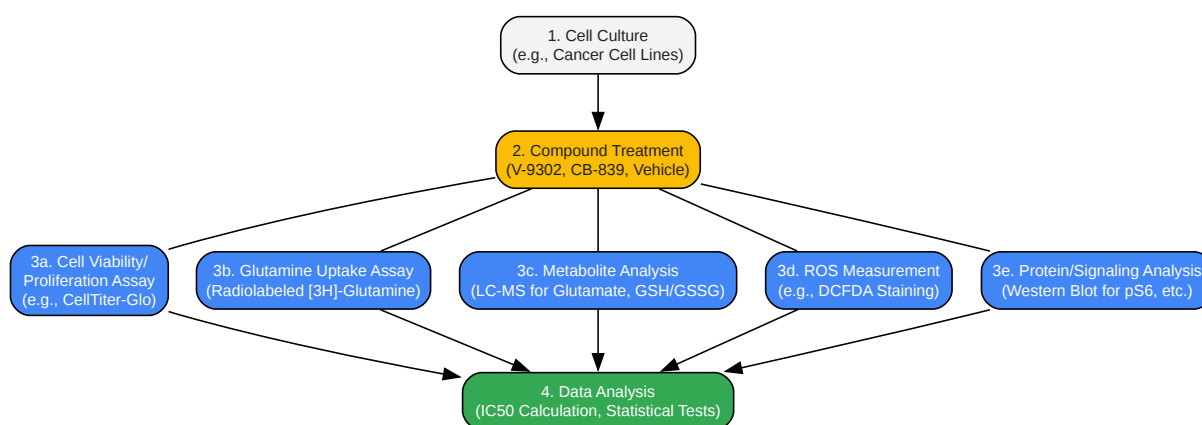 1. Cell Culture
(e.g., Cancer Cell Lines)
2. Compound Treatment
(V-9302, CB-839, Vehicle)
3a. Cell Viability/
Proliferation Assay
(e.g., CellTiter-Glo)
3b. Glutamine Uptake Assay
(Radiolabeled [3H]-Glutamine)
3c. Metabolite Analysis
(LC-MS for Glutamate, GSH/GSSG)
3d. ROS Measurement
(e.g., DCFDA Staining)
3e. Protein/Signaling Analysis
(Western Blot for pS6, etc.)
4. Data Analysis
(IC50 Calculation, Statistical Tests)